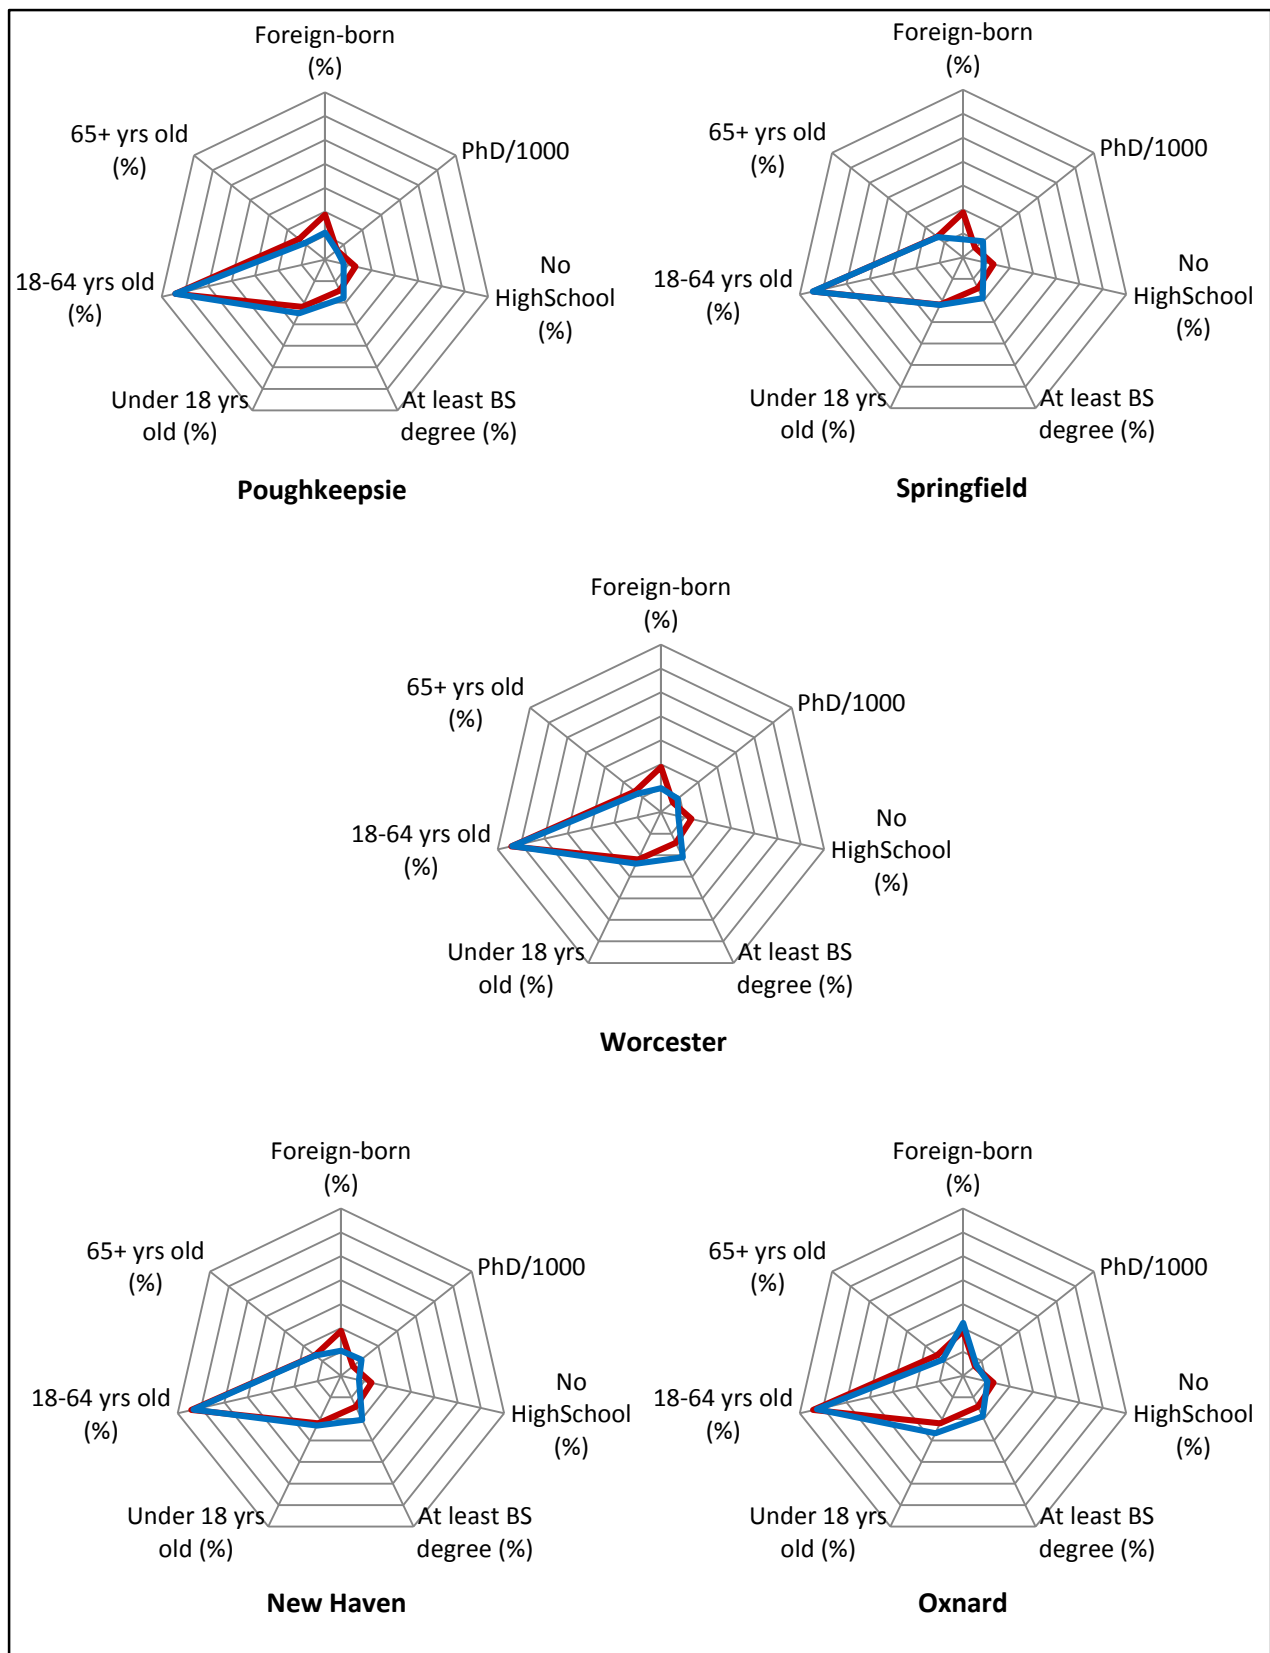 Foreign-born
(%)
65+ yrs old
(%)
PhD/1000
18-64 yrs old
(%)
No
HighSchool
(%)
Under 18 yrs
old (%)
At least BS
degree (%)
Poughkeepsie
Foreign-born
(%)
65+ yrs old
(%)
PhD/1000
18-64 yrs old
(%)
No
HighSchool
(%)
Under 18 yrs
old (%)
At least BS
degree (%)
Springfield
Foreign-born
(%)
65+ yrs old
(%)
PhD/1000
18-64 yrs old
(%)
No
HighSchool
(%)
Under 18 yrs
old (%)
At least BS
degree (%)
Worcester
Foreign-born
(%)
65+ yrs old
(%)
PhD/1000
18-64 yrs old
(%)
No
HighSchool
(%)
Under 18 yrs
old (%)
At least BS
degree (%)
New Haven
Foreign-born
(%)
65+ yrs old
(%)
PhD/1000
18-64 yrs old
(%)
No
HighSchool
(%)
Under 18 yrs
old (%)
At least BS
degree (%)
Oxnard